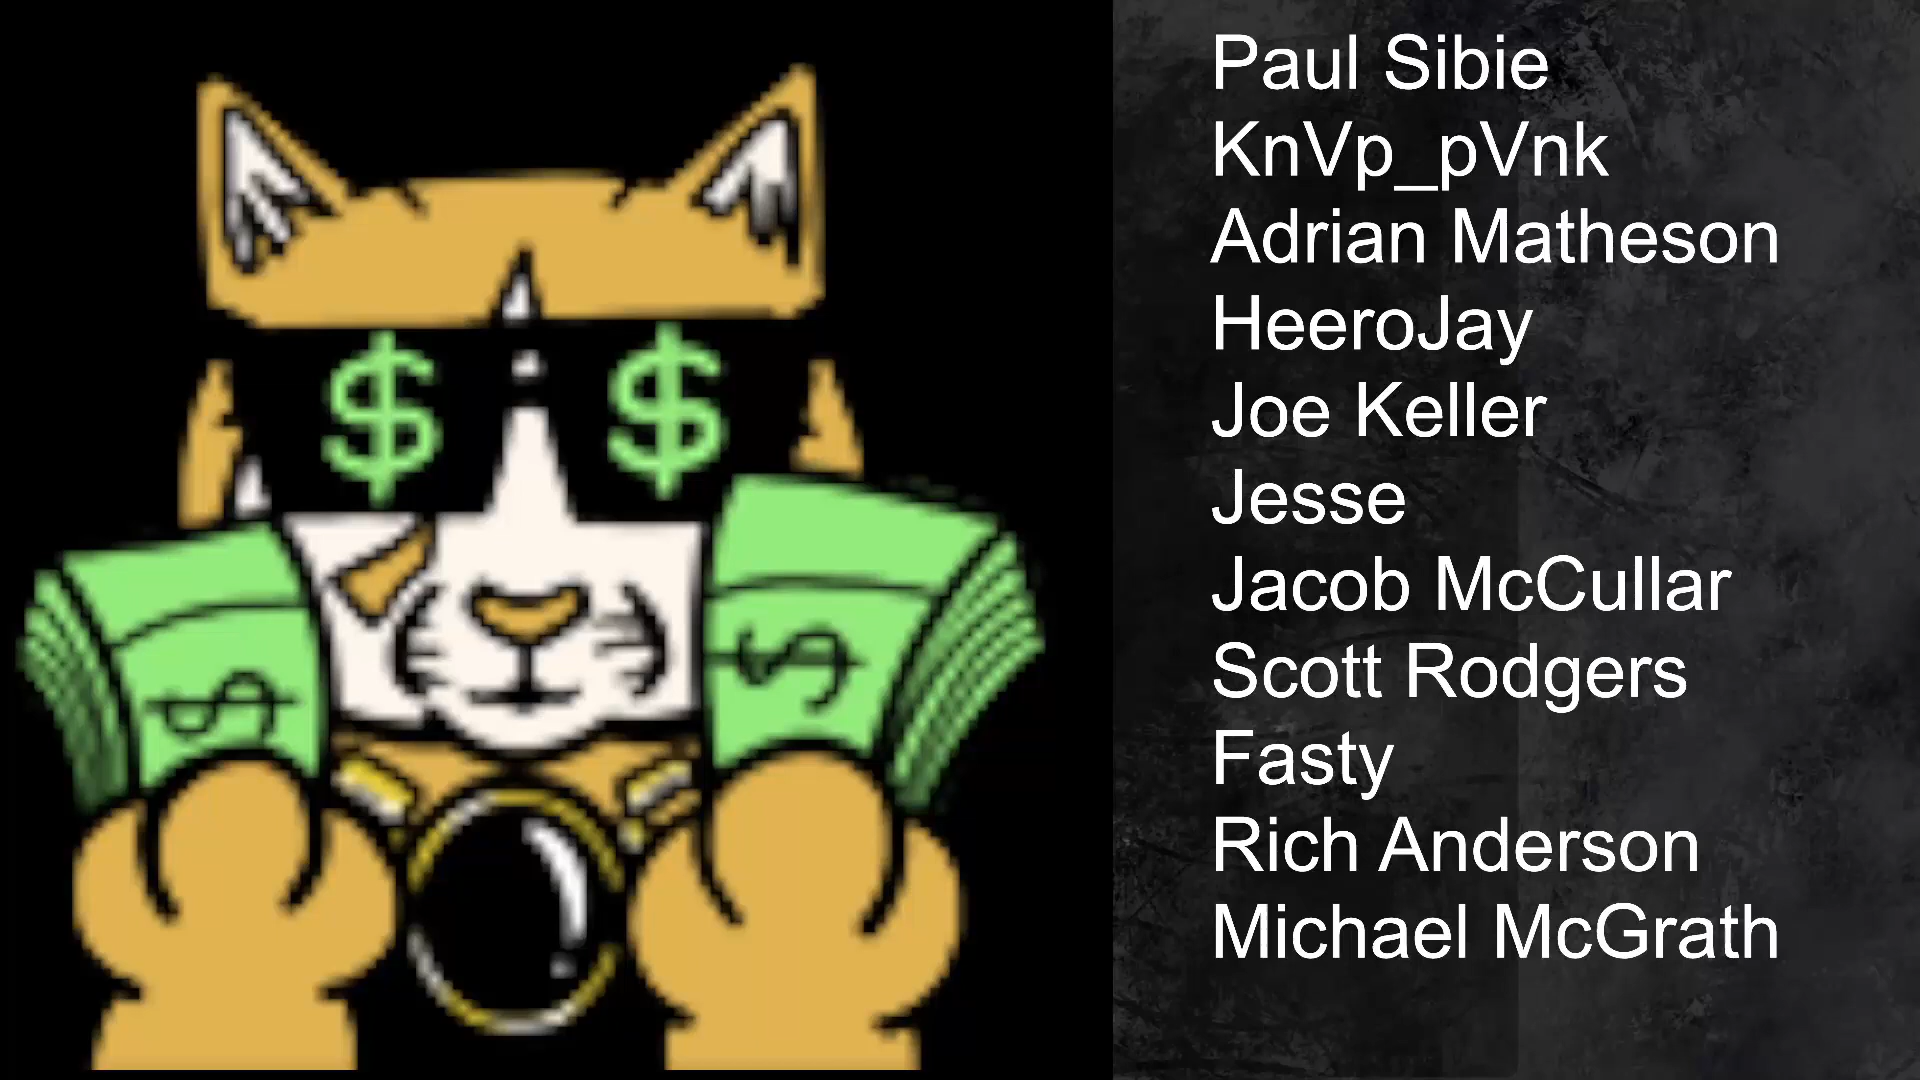 Paul Sibie
KnVp_pVnk
Adrian Matheson
HeeroJay
Joe Keller
Jesse
Jacob McCullar
Scott Rodgers
Fasty
Rich Anderson
Michael McGrath
$ $
$ $